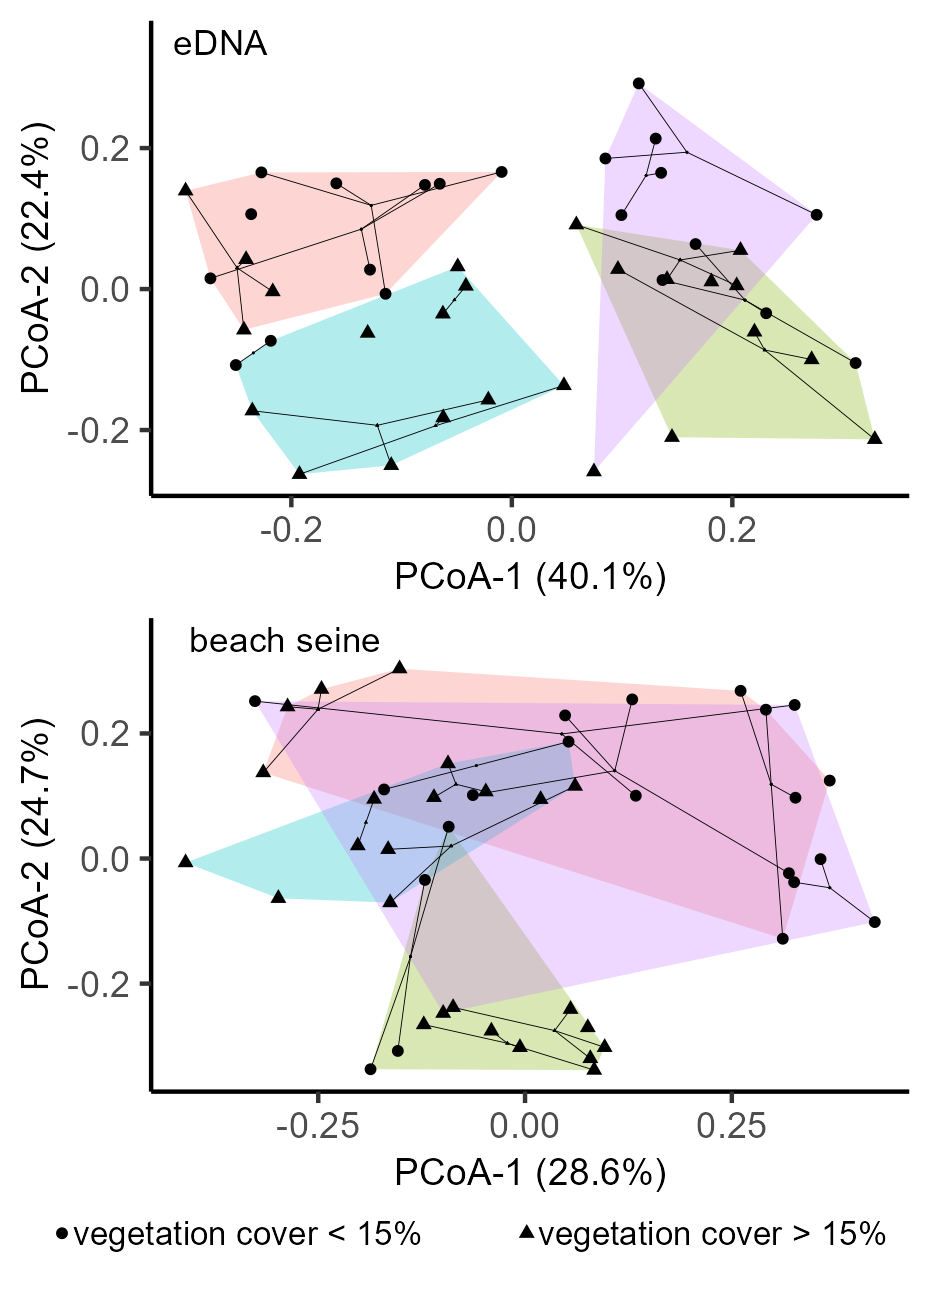 eDNA
PCoA-2 (22.4%)
0.2
0.0
-0.2
-0.2
0.0
0.2
PCoA-1 (40.1%)
beach seine
PCoA-2 (24.7%)
0.2
0.0
-0.2
-0.25
0.00
0.25
PCoA-1 (28.6%)
vegetation cover < 15%
vegetation cover > 15%